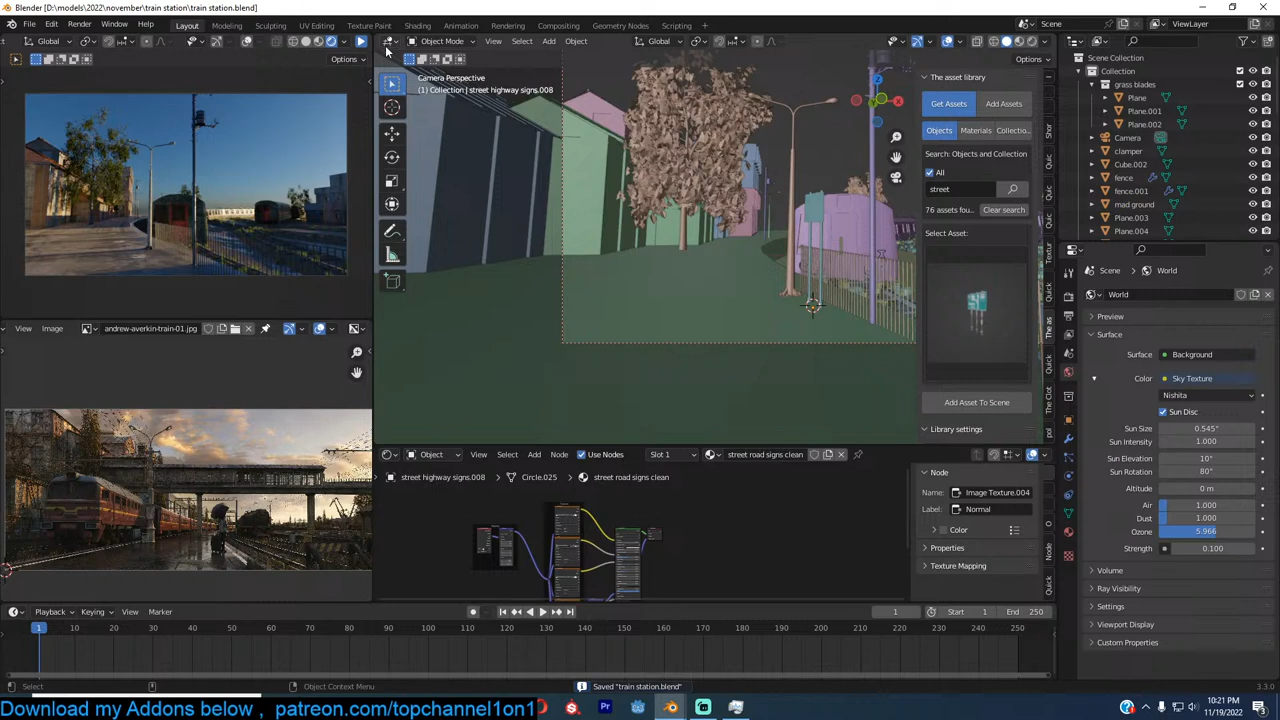 Blender [D:\models\2022\november\train station\train station.blend]
File Edit Render Window Help Layout Modeling Sculpting UV Editing Texture Paint Shading Animation Rendering Compositing Geometry Nodes Scripting + Scene ViewLayer
Global Object Mode View Select Add Object Global
Options Options
Camera Perspective
(1) Collection | street highway signs.008
The asset library
Get Assets Add Assets
Objects Materials Collectio...
Search: Objects and Collection
All
street
76 assets fou... Clear search
Select Asset:
Add Asset To Scene
Library settings
Scene Collection
Collection
grass blades
Plane
Plane.001
Plane.002
Camera
clamper
Cube.002
fence
fence.001
mad ground
Plane.003
Plane.004
Scene World
World
Preview
Surface
Surface Background
Color Sky Texture
Nishita
Sun Disc
Sun Size 0.545°
Sun Intensity 1.000
Sun Elevation 10°
Sun Rotation 80°
Altitude 0 m
Air 1.000
Dust 1.000
Ozone 5.966
Strength 0.100
Volume
Ray Visibility
Settings
Viewport Display
Custom Properties
View Image andrew-averkin-train-01.jpg
Object View Select Add Node Use Nodes Slot 1 street road signs clean
street highway signs.008 Circle.025 street road signs clean
Node
Name: Image Texture.004
Label: Normal
Color
Properties
Texture Mapping
Playback Keying View Marker 1 Start 1 End 250
1 10 20 30 40 50 60 70 80 90 100 110 120 130 140 150 160 170 180 190 200 210 220 230 240 250
Select Object Context Menu Saved "train station.blend" 3.3.0
Download my Addons below , patreon.com/topchannel1on1
10:21 PM
11/19/2022